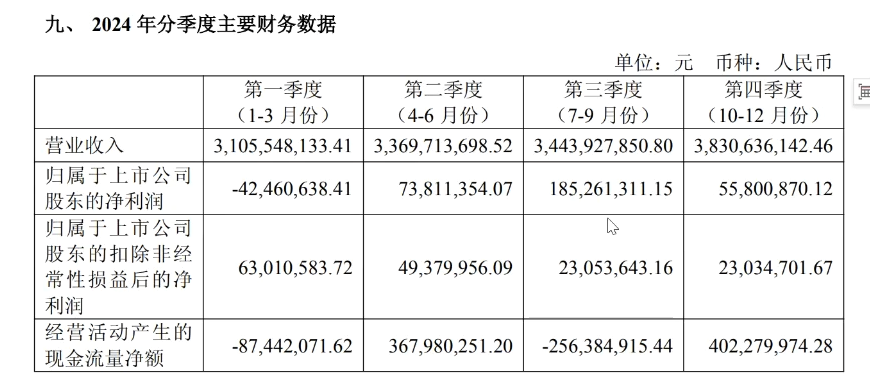 九、 2024 年分季度主要财务数据
单位：元 币种：人民币
第一季度 第二季度 第三季度 第四季度
（1-3 月份） （4-6 月份） （7-9 月份） （10-12 月份）
营业收入 3,105,548,133.41 3,369,713,698.52 3,443,927,850.80 3,830,636,142.46
归属于上市公司
股东的净利润 -42,460,638.41 73,811,354.07 185,261,311.15 55,800,870.12
归属于上市公司
股东的扣除非经
常性损益后的净
利润 63,010,583.72 49,379,956.09 23,053,643.16 23,034,701.67
经营活动产生的
现金流量净额 -87,442,071.62 367,980,251.20 -256,384,915.44 402,279,974.28